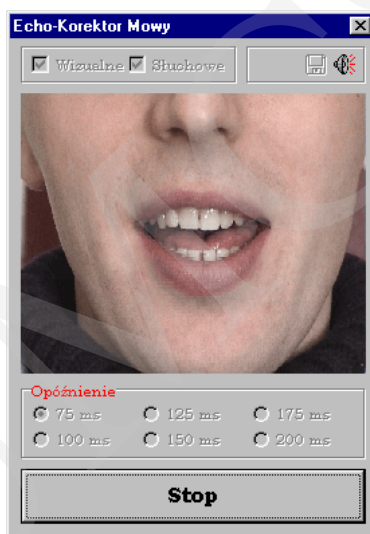 Echo-Korektor Mowy
Wizualne Słuchowe
Opóźnienie
75 ms 125 ms 175 ms
100 ms 150 ms 200 ms
Stop